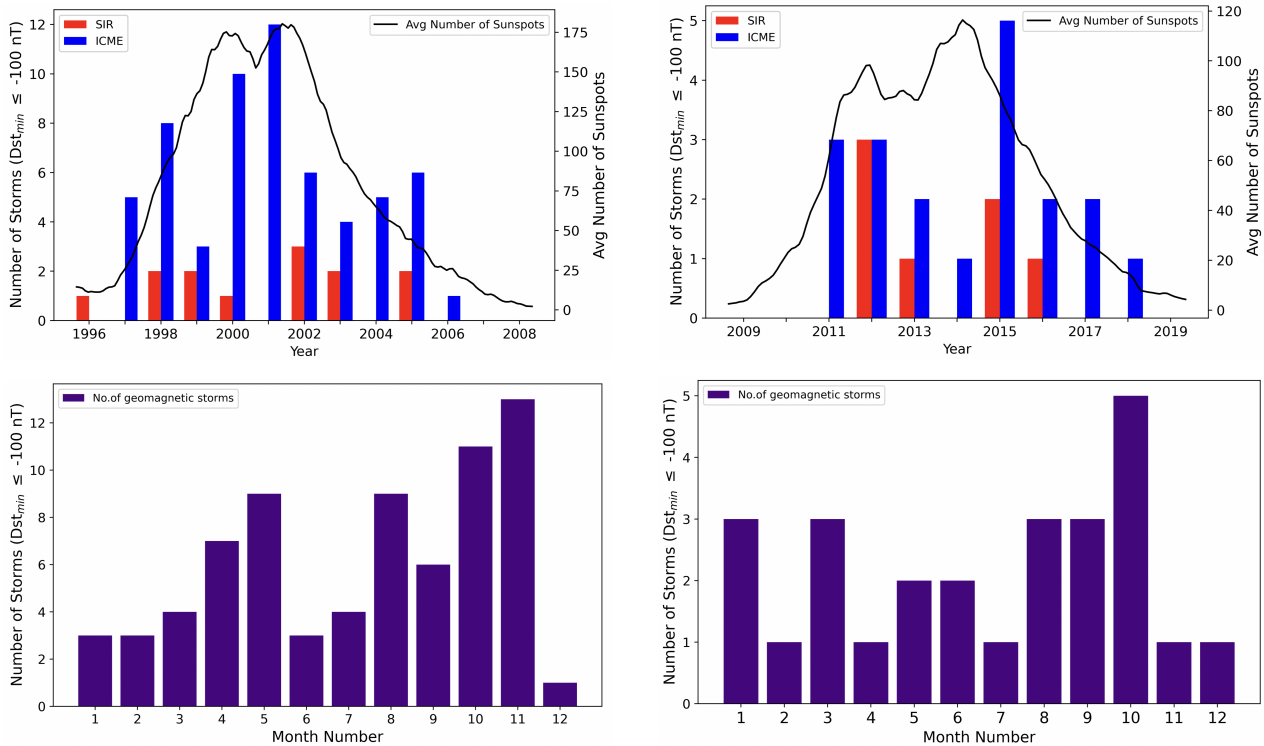 Number of Storms (Dst_min ≤ -100 nT)
12
10
8
6
4
2
0
SIR
ICME
Avg Number of Sunspots
175
150
125
100
75
50
25
0
Avg Number of Sunspots
1996 1998 2000 2002 2004 2006 2008
Year
Number of Storms (Dst_min ≤ -100 nT)
5
4
3
2
1
0
SIR
ICME
Avg Number of Sunspots
120
100
80
60
40
20
0
Avg Number of Sunspots
2009 2011 2013 2015 2017 2019
Year
Number of Storms (Dst_min ≤ -100 nT)
12
10
8
6
4
2
0
No.of geomagnetic storms
1 2 3 4 5 6 7 8 9 10 11 12
Month Number
Number of Storms (Dst_min ≤ -100 nT)
5
4
3
2
1
0
No.of geomagnetic storms
1 2 3 4 5 6 7 8 9 10 11 12
Month Number